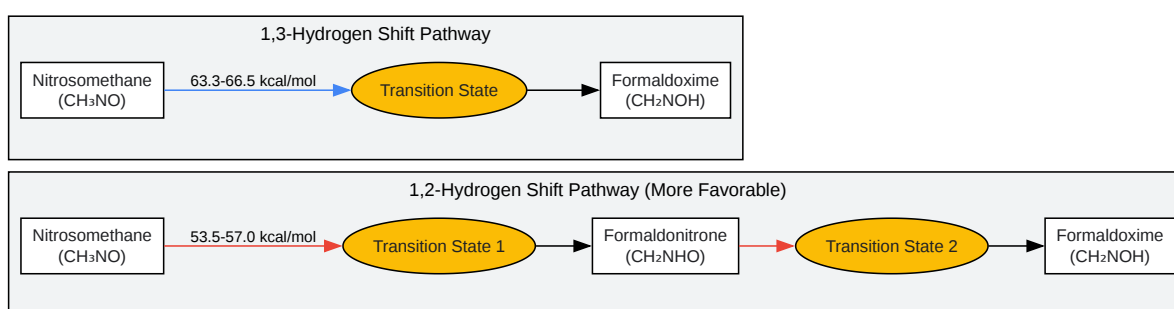 1,3-Hydrogen Shift Pathway
Nitrosomethane
(CH₃NO)
63.3-66.5 kcal/mol
Transition State
Formaldoxime
(CH₂NOH)
1,2-Hydrogen Shift Pathway (More Favorable)
Nitrosomethane
(CH₃NO)
53.5-57.0 kcal/mol
Transition State 1
Formaldonitrone
(CH₂NHO)
Transition State 2
Formaldoxime
(CH₂NOH)